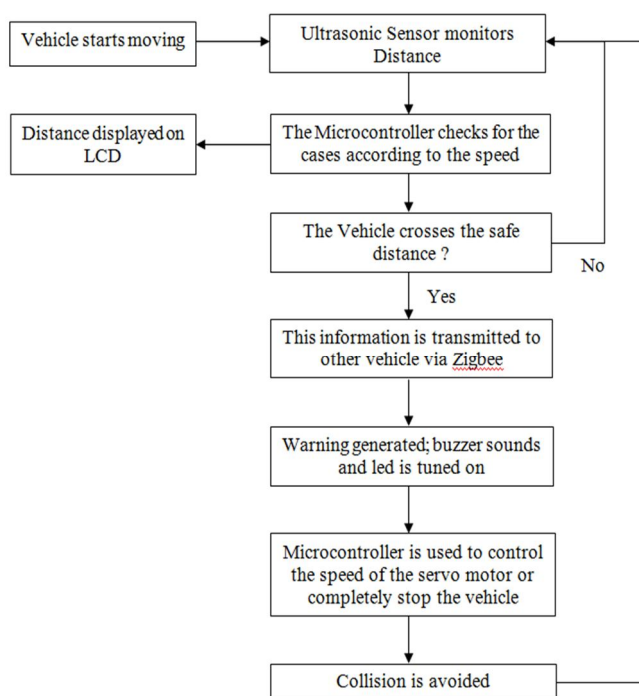 Vehicle starts moving
Ultrasonic Sensor monitors
Distance
Distance displayed on
LCD
The Microcontroller checks for the
cases according to the speed
The Vehicle crosses the safe
distance ?
No
Yes
This information is transmitted to
other vehicle via Zigbee
Warning generated; buzzer sounds
and led is tuned on
Microcontroller is used to control
the speed of the servo motor or
completely stop the vehicle
Collision is avoided